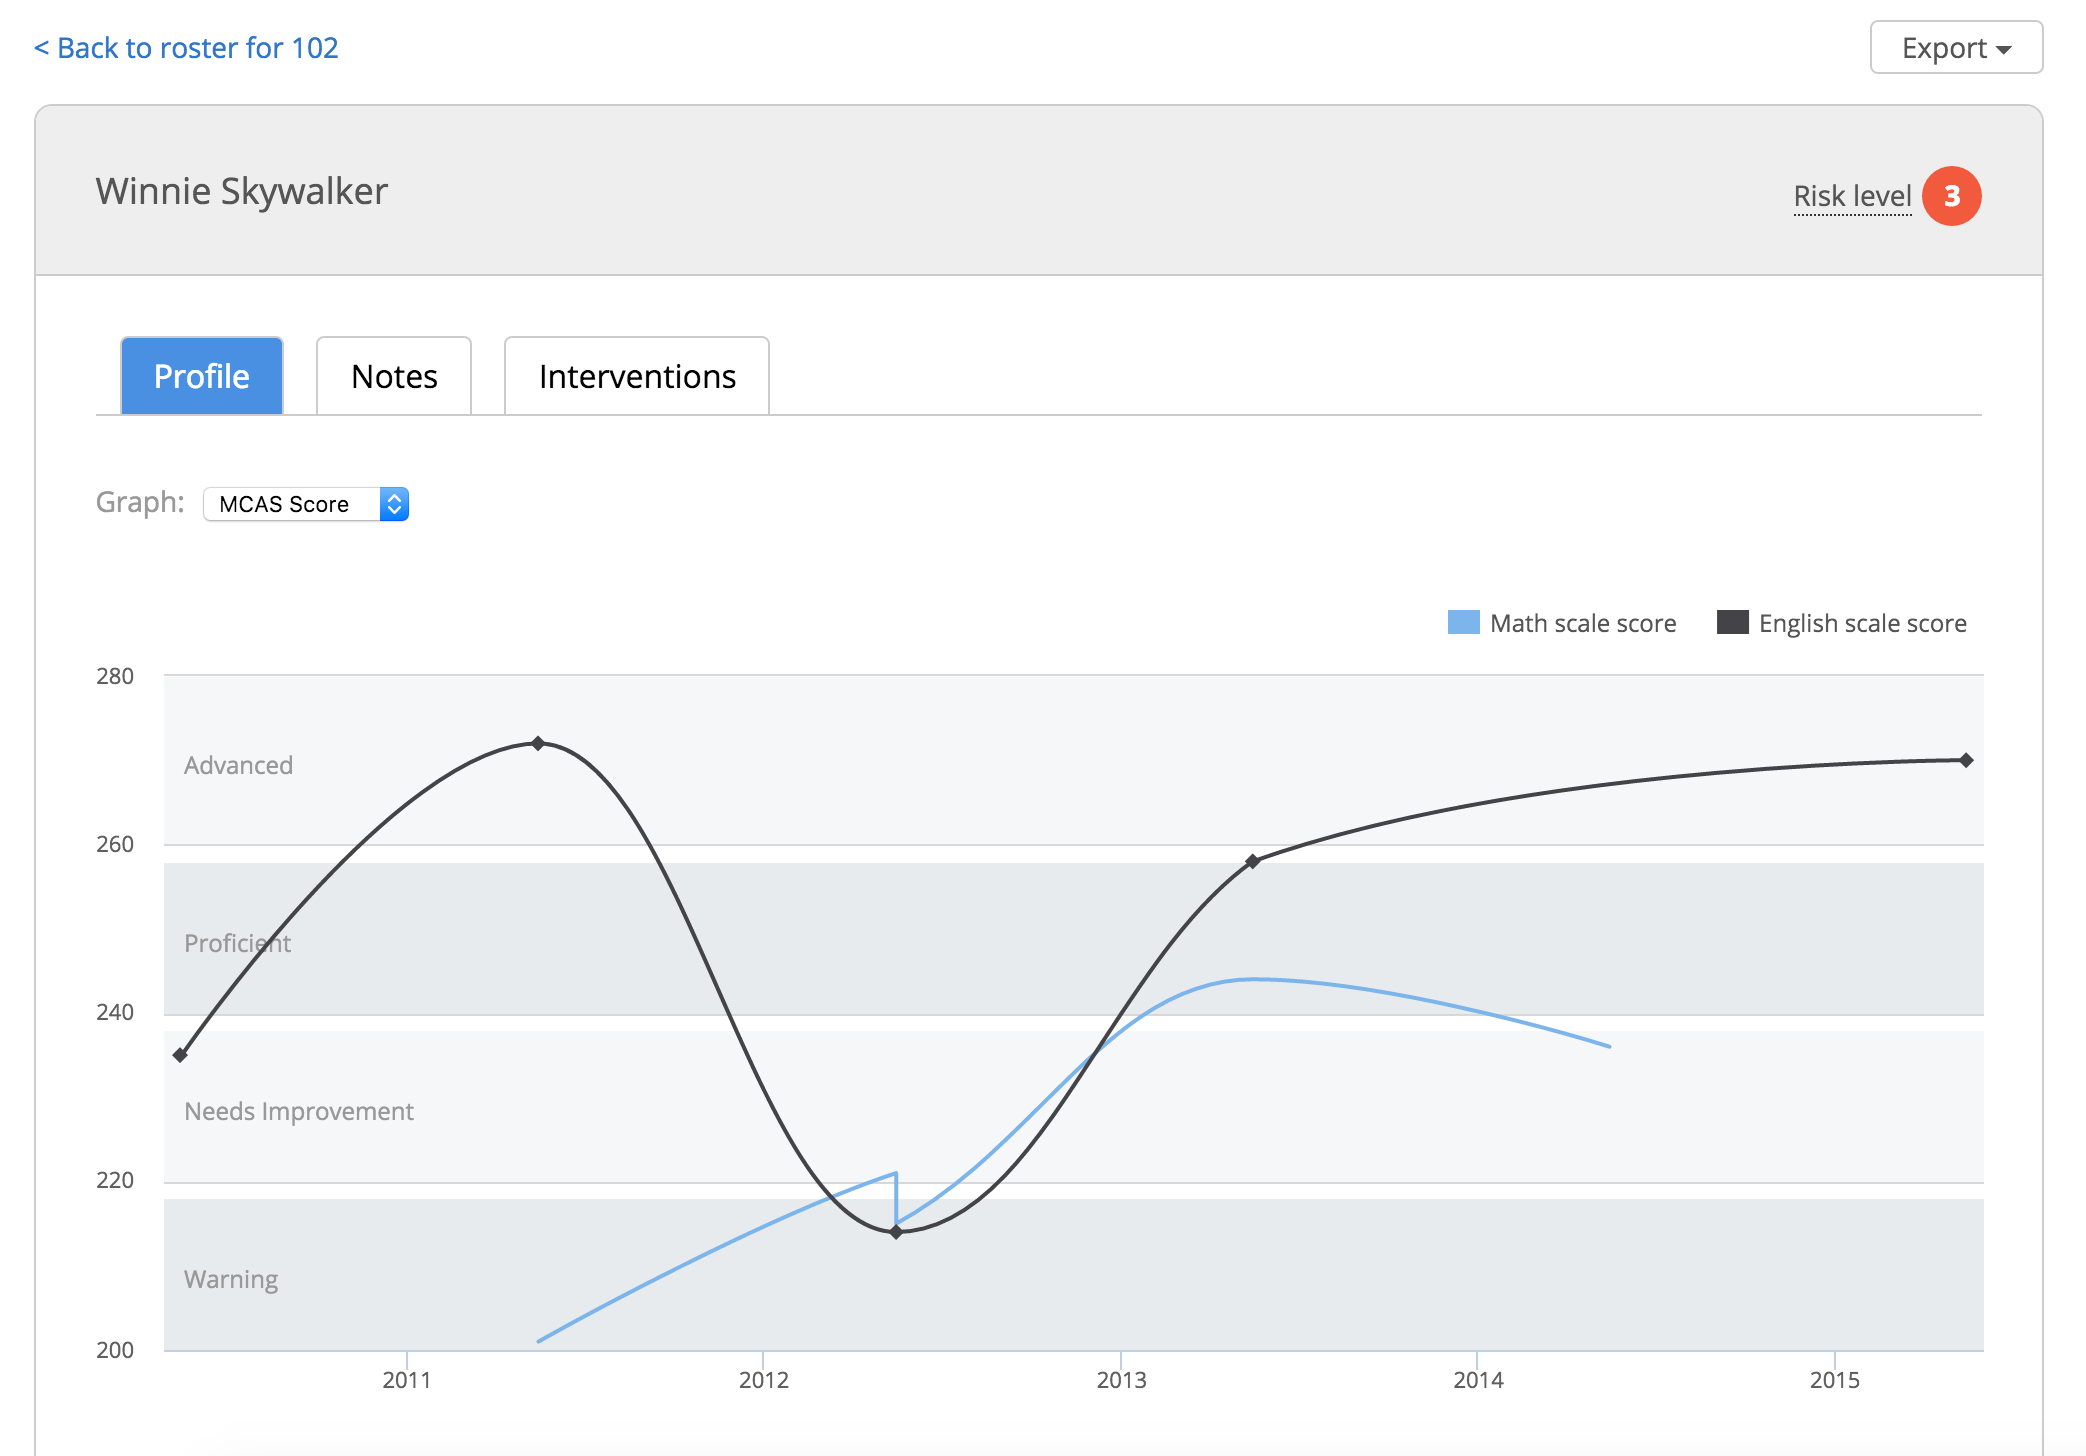 < Back to roster for 102
Export
Winnie Skywalker
Risk level 3
Profile
Notes
Interventions
Graph: MCAS Score
Math scale score
English scale score
280
Advanced
260
Proficient
240
Needs Improvement
220
Warning
200
2011
2012
2013
2014
2015